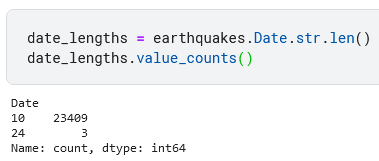 date_lengths = earthquakes.Date.str.len()
date_lengths.value_counts()
Date
10    23409
24        3
Name: count, dtype: int64